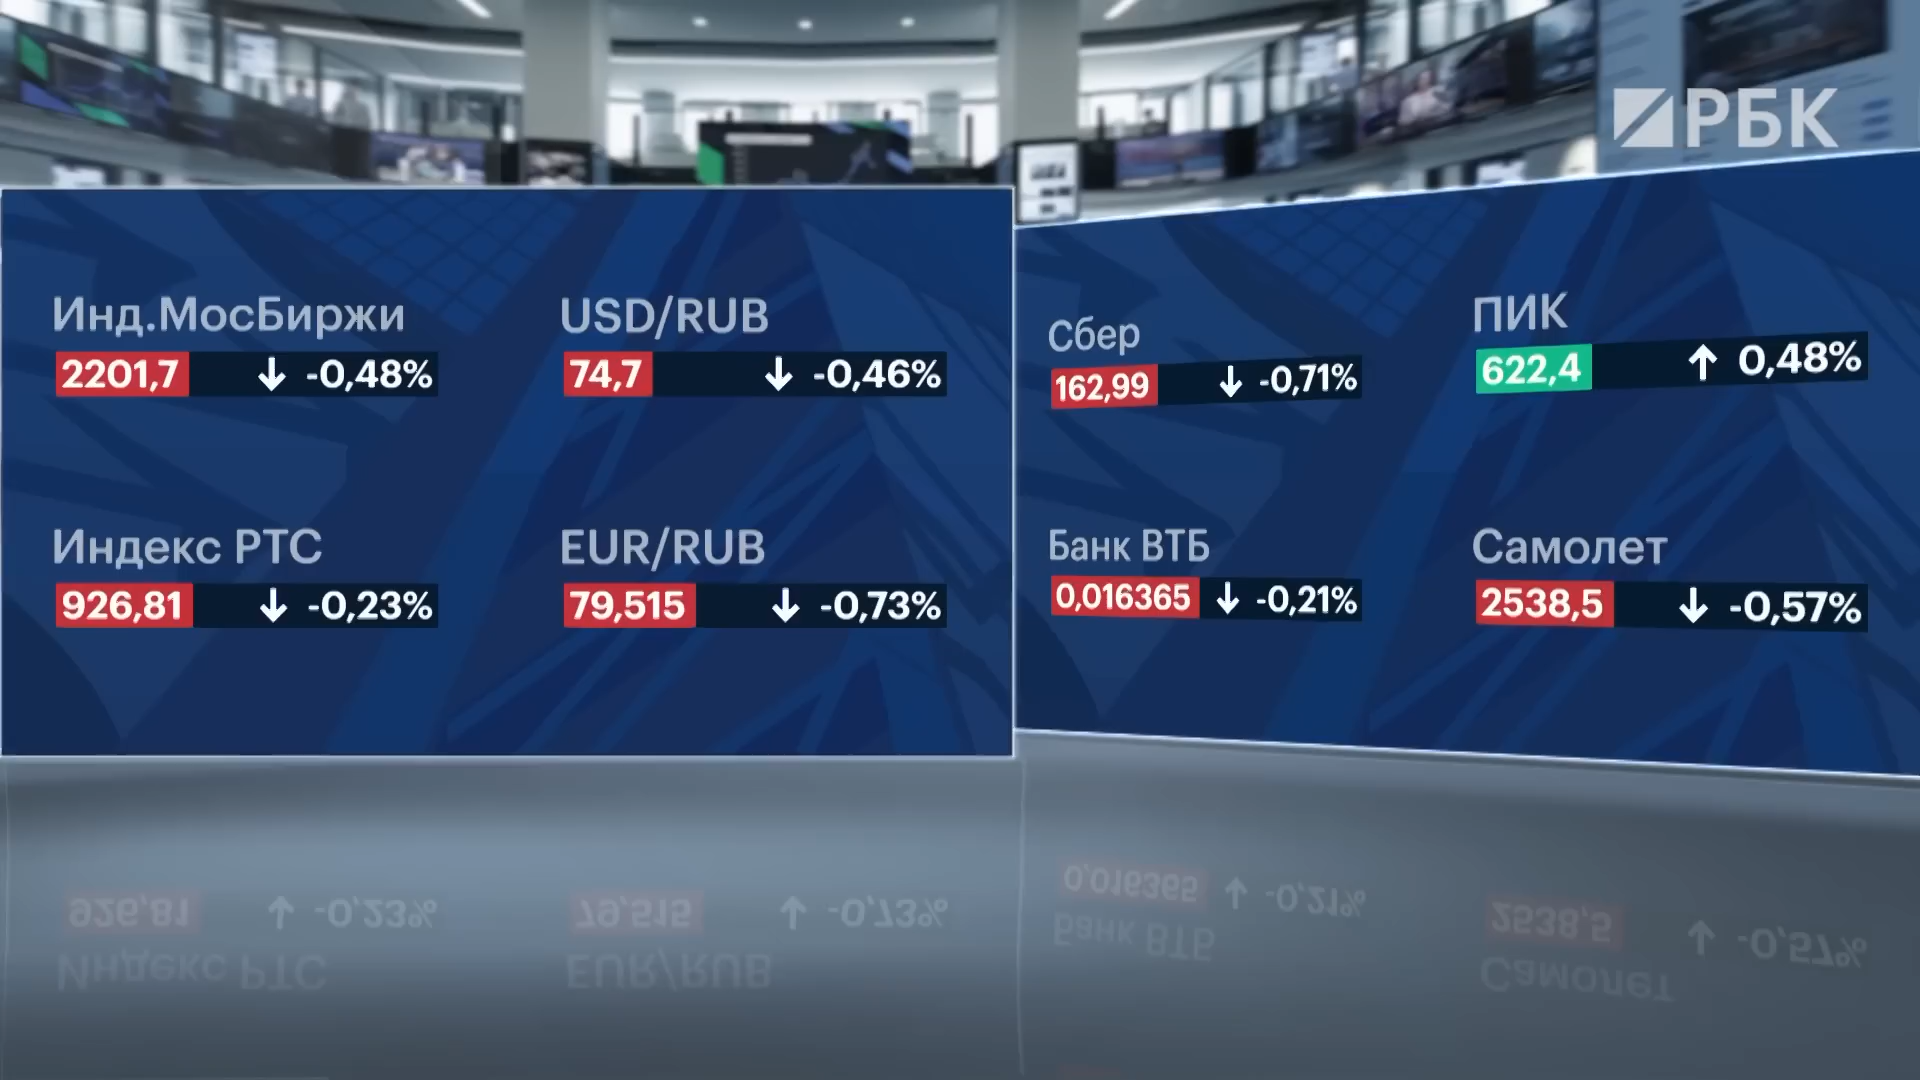 РБК
Инд.МосБиржи
2201,7 ↓ -0,48%
USD/RUB
74,7 ↓ -0,46%
Сбер
162,99 ↓ -0,71%
ПИК
622,4 ↑ 0,48%
Индекс РТС
926,81 ↓ -0,23%
EUR/RUB
79,515 ↓ -0,73%
Банк ВТБ
0,016365 ↓ -0,21%
Самолет
2538,5 ↓ -0,57%